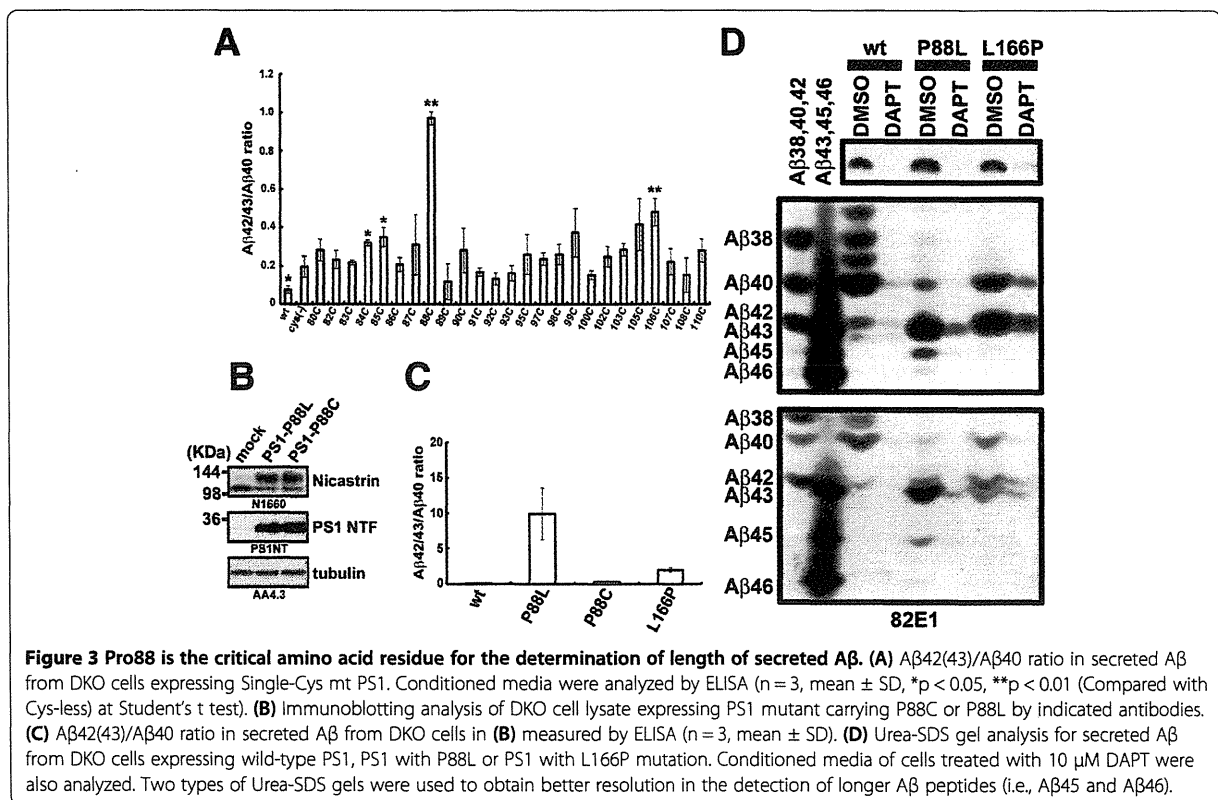 A
Aβ42/43/Aβ40 ratio
1.2
1.0
0.8
0.6
0.4
0.2
0
*
*
*
**
**
wt
cys(-)
80C
82C
83C
84C
85C
86C
87C
88C
89C
90C
91C
92C
93C
95C
97C
98C
99C
100C
102C
103C
105C
106C
107C
108C
110C
B
(KDa)
mock
PS1-P88L
PS1-P88C
144
98
Nicastrin
N1660
36
PS1 NTF
PS1NT
tubulin
AA4.3
C
Aβ42/43/Aβ40 ratio
20
15
10
5
0
wt
P88L
P88C
L166P
D
wt P88L L166P
Aβ38,40,42
Aβ43,45,46
DMSO
DAPT
DMSO
DAPT
DMSO
DAPT
Aβ38
Aβ40
Aβ42
Aβ43
Aβ45
Aβ46
Aβ38
Aβ40
Aβ42
Aβ43
Aβ45
Aβ46
82E1
Figure 3 Pro88 is the critical amino acid residue for the determination of length of secreted Aβ. (A) Aβ42(43)/Aβ40 ratio in secreted Aβ
from DKO cells expressing Single-Cys mt PS1. Conditioned media were analyzed by ELISA (n = 3, mean ± SD, *p < 0.05, **p < 0.01 (Compared with
Cys-less) at Student's t test). (B) Immunoblotting analysis of DKO cell lysate expressing PS1 mutant carrying P88C or P88L by indicated antibodies.
(C) Aβ42(43)/Aβ40 ratio in secreted Aβ from DKO cells in (B) measured by ELISA (n = 3, mean ± SD). (D) Urea-SDS gel analysis for secreted Aβ
from DKO cells expressing wild-type PS1, PS1 with P88L or PS1 with L166P mutation. Conditioned media of cells treated with 10 μM DAPT were
also analyzed. Two types of Urea-SDS gels were used to obtain better resolution in the detection of longer Aβ peptides (i.e., Aβ45 and Aβ46).